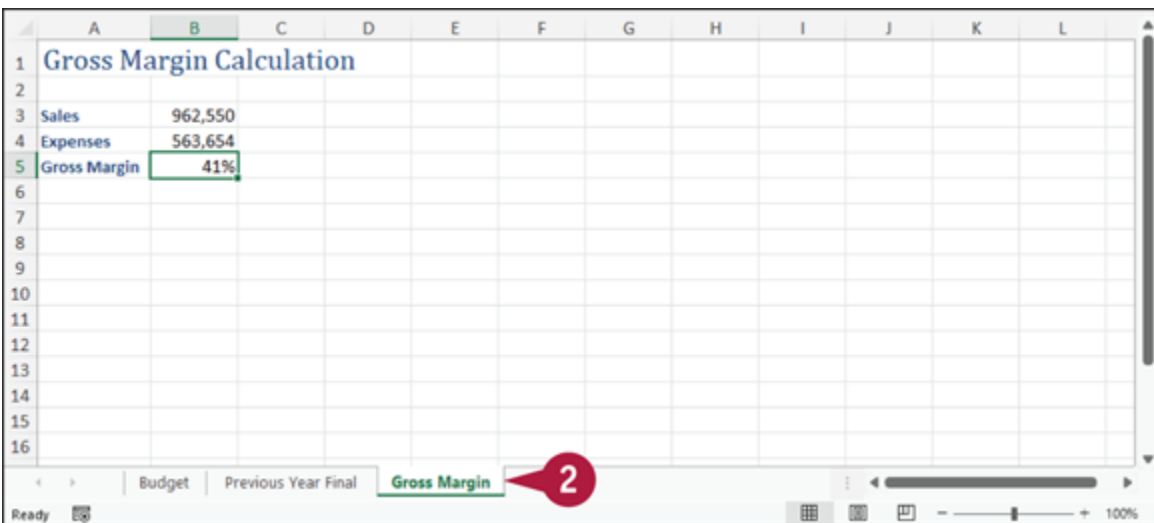 A B C D E F G H I J K L
1 Gross Margin Calculation
2
3 Sales 962,550
4 Expenses 563,654
5 Gross Margin 41%
6
7
8
9
10
11
12
13
14
15
16
Budget Previous Year Final Gross Margin 2
Ready 100%